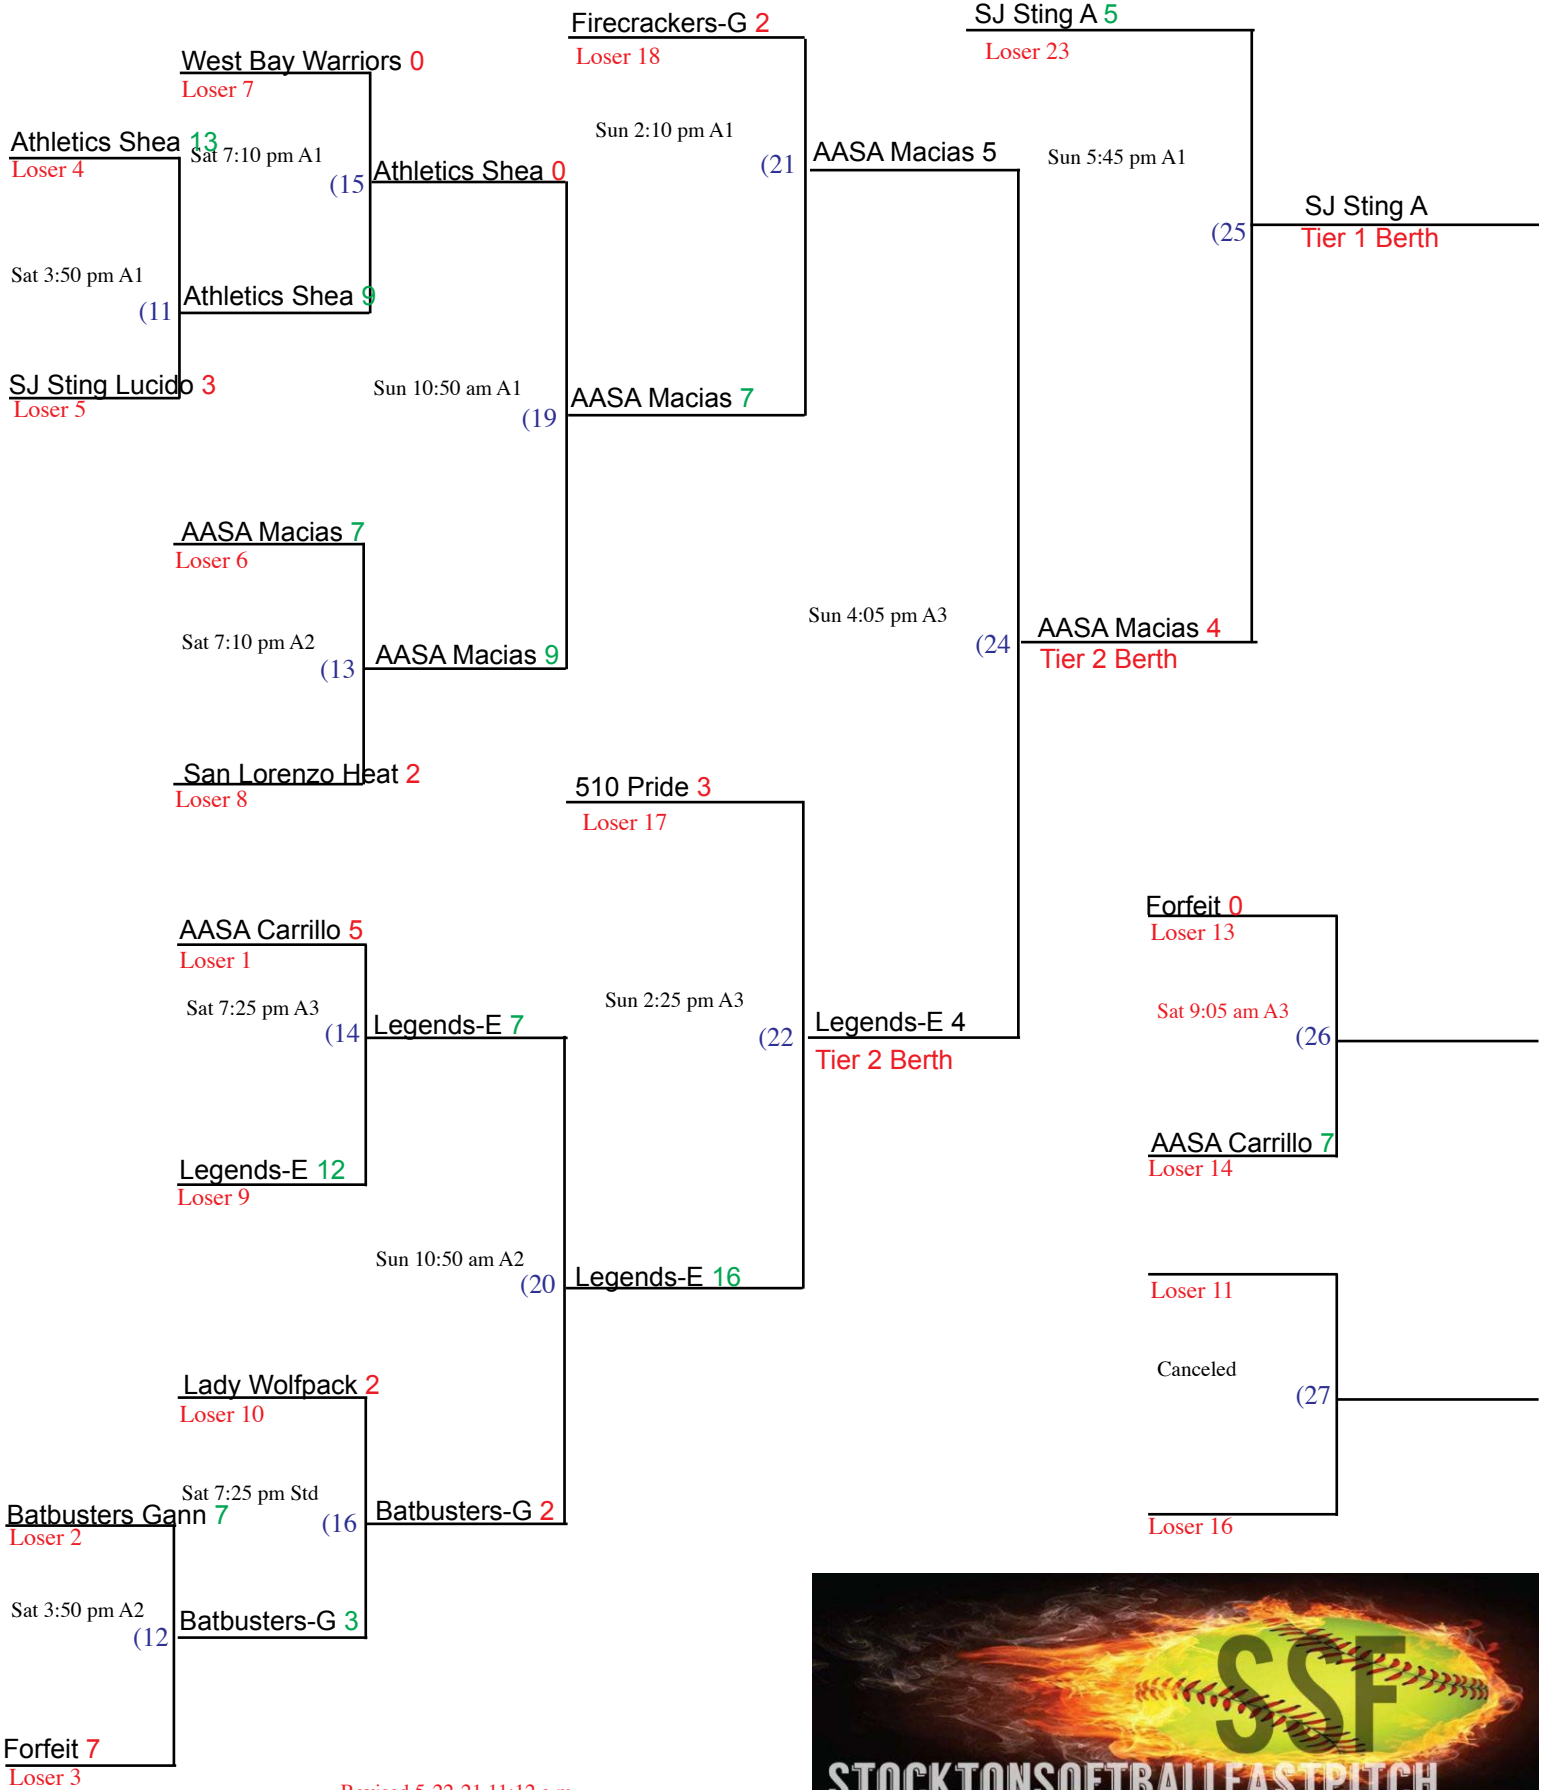 Firecrackers-G 2
Loser 18
SJ Sting A 5
Loser 23
West Bay Warriors 0
Loser 7
Athletics Shea 13
Loser 4
Sat 7:10 pm A1
(15
Athletics Shea 0
Sun 2:10 pm A1
(21
AASA Macias 5
Sun 5:45 pm A1
(25
SJ Sting A
Tier 1 Berth
Sat 3:50 pm A1
(11
Athletics Shea 9
SJ Sting Lucido 3
Loser 5
Sun 10:50 am A1
(19
AASA Macias 7
AASA Macias 7
Loser 6
Sat 7:10 pm A2
(13
AASA Macias 9
Sun 4:05 pm A3
(24
AASA Macias 4
Tier 2 Berth
San Lorenzo Heat 2
Loser 8
510 Pride 3
Loser 17
AASA Carrillo 5
Loser 1
Sat 7:25 pm A3
(14
Legends-E 7
Sun 2:25 pm A3
(22
Legends-E 4
Tier 2 Berth
Forfeit 0
Loser 13
Sat 9:05 am A3
(26
AASA Carrillo 7
Loser 14
Legends-E 12
Loser 9
Sun 10:50 am A2
(20
Legends-E 16
Loser 11
Canceled
(27
Loser 16
Lady Wolfpack 2
Loser 10
Sat 7:25 pm Std
(16
Batbusters-G 2
Batbusters Gann 7
Loser 2
Sat 3:50 pm A2
(12
Batbusters-G 3
Forfeit 7
Loser 3
Revised 5-22-21 11:12 a.m.
SSF
STOCKTONSOFTBALLFASTPITCH